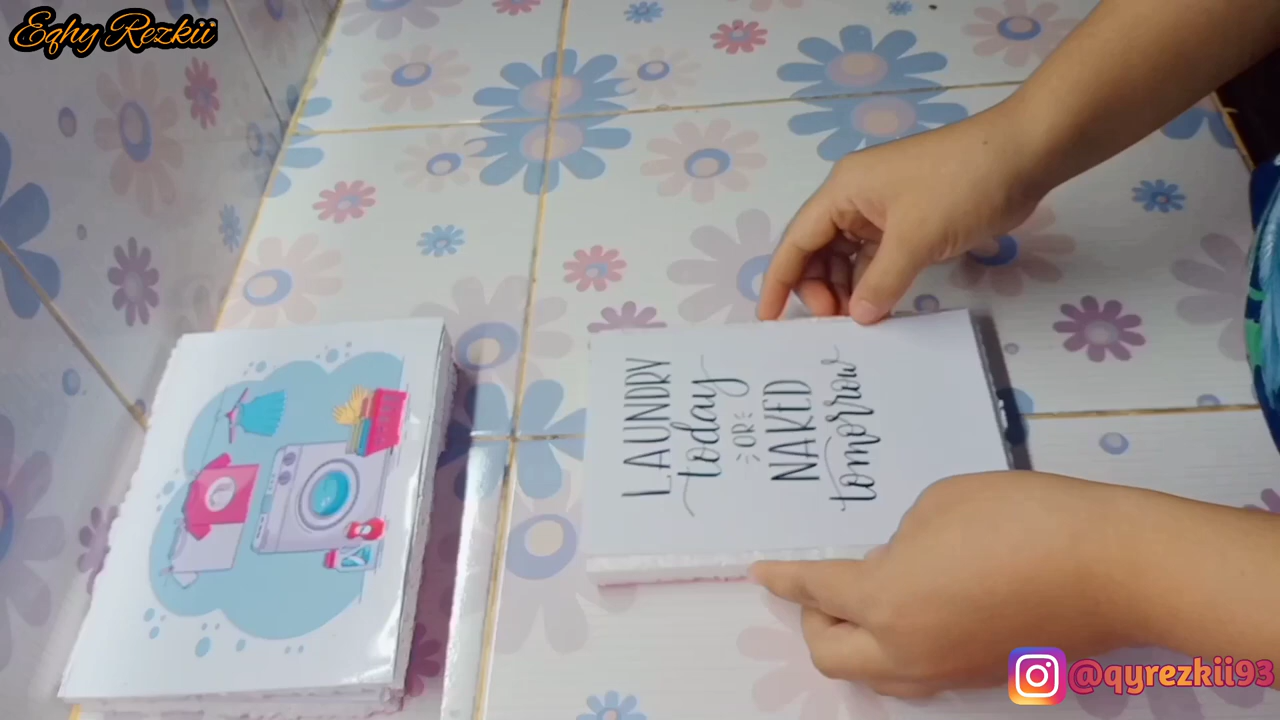 Eqhy Rezkii
LAUNDRY
today
OR
NAKED
tomorrow
@qyrezkii93